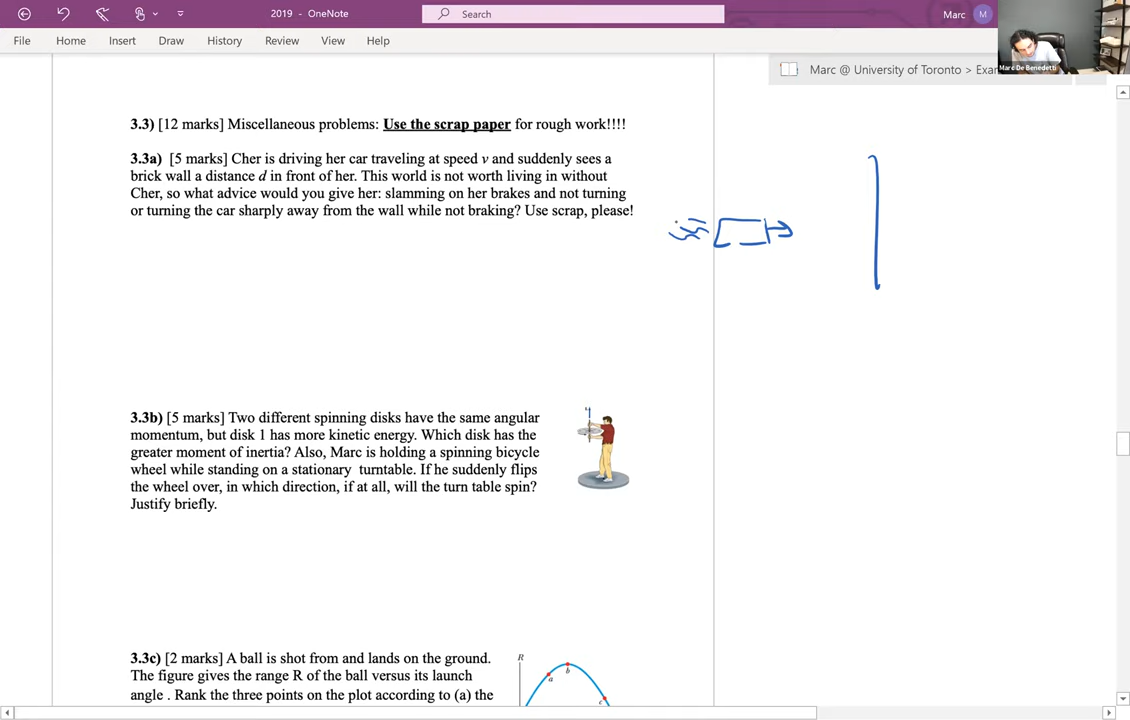 2019 - OneNote
Search
Marc
M
File
Home
Insert
Draw
History
Review
View
Help
Marc De Benedetti
Marc @ University of Toronto > Exa
3.3) [12 marks] Miscellaneous problems: Use the scrap paper for rough work!!!!
3.3a) [5 marks] Cher is driving her car traveling at speed v and suddenly sees a
brick wall a distance d in front of her. This world is not worth living in without
Cher, so what advice would you give her: slamming on her brakes and not turning
or turning the car sharply away from the wall while not braking? Use scrap, please!
3.3b) [5 marks] Two different spinning disks have the same angular
momentum, but disk 1 has more kinetic energy. Which disk has the
greater moment of inertia? Also, Marc is holding a spinning bicycle
wheel while standing on a stationary turntable. If he suddenly flips
the wheel over, in which direction, if at all, will the turn table spin?
Justify briefly.
3.3c) [2 marks] A ball is shot from and lands on the ground.
The figure gives the range R of the ball versus its launch
angle . Rank the three points on the plot according to (a) the
R
a
b
c